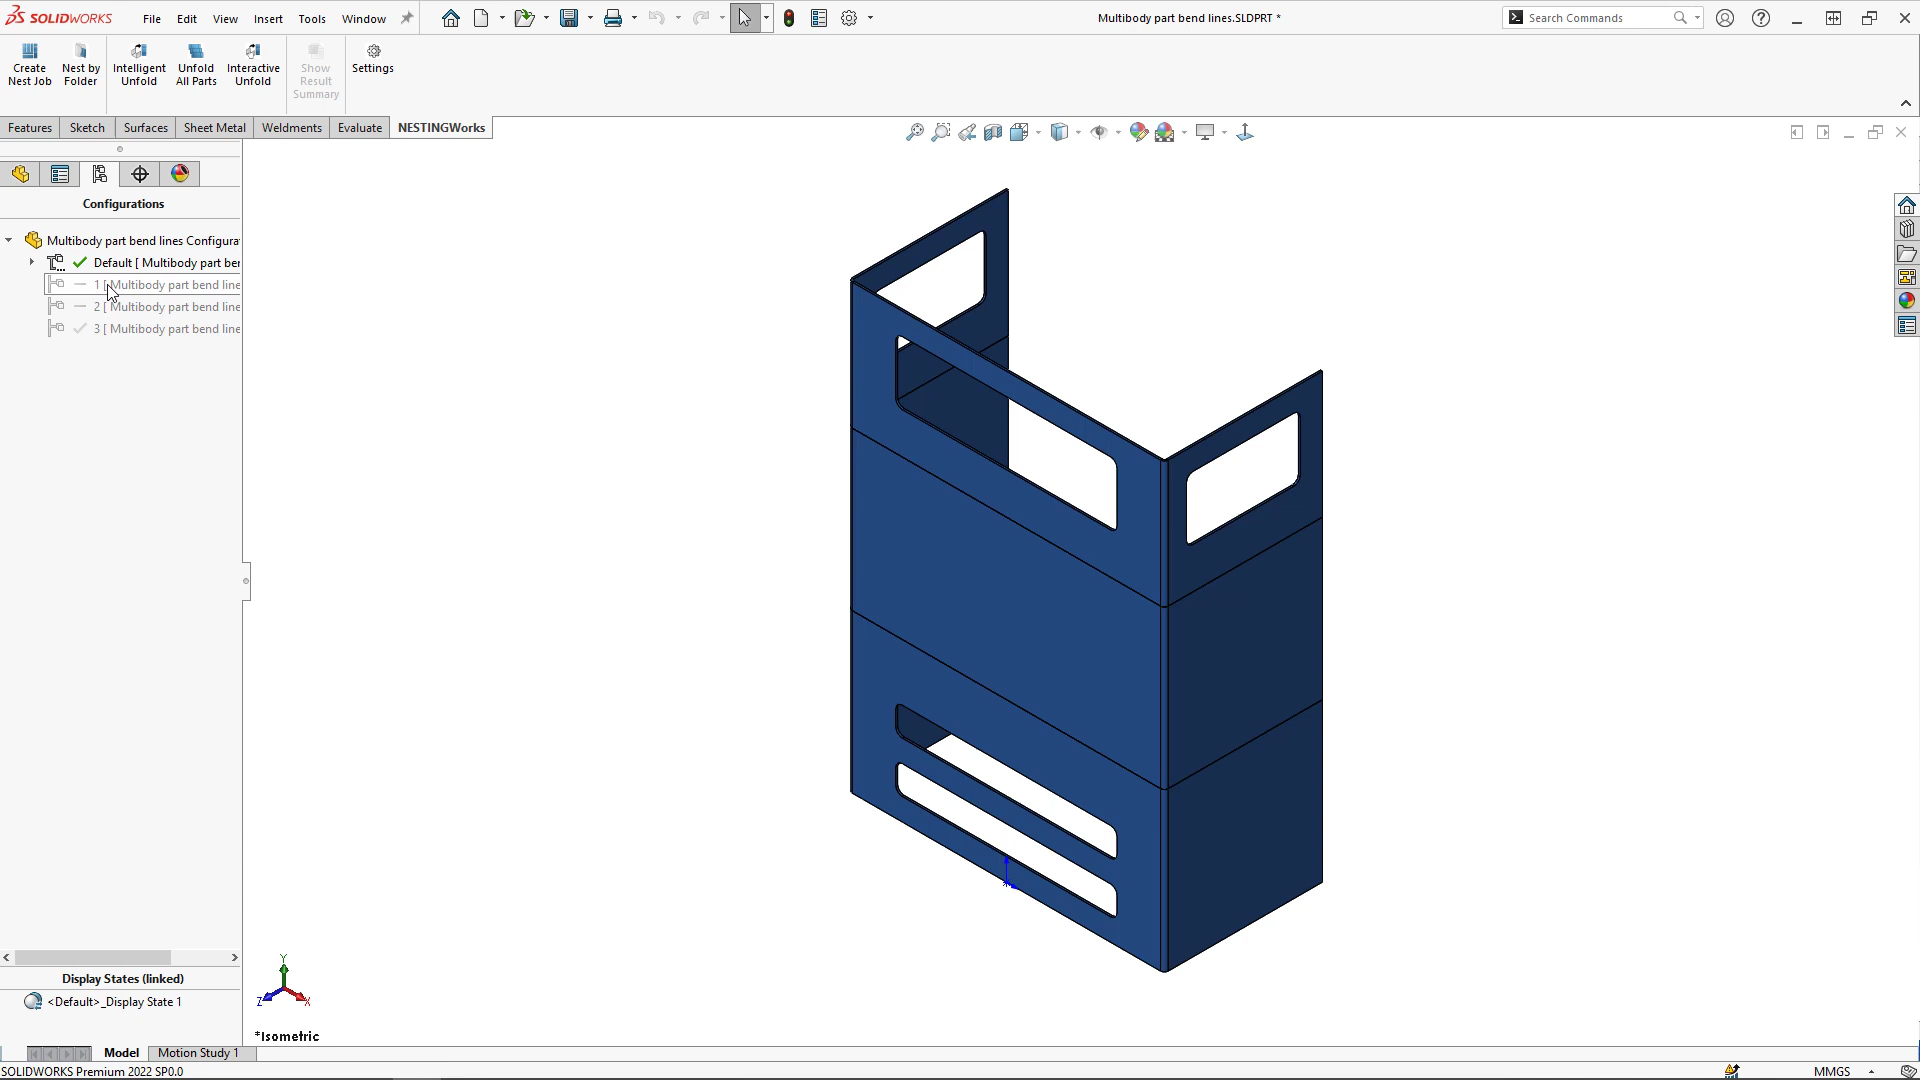 SOLIDWORKS
File Edit View Insert Tools Window
Multibody part bend lines.SLDPRT *
Search Commands
Create Nest Job
Nest by Folder
Intelligent Unfold
Unfold All Parts
Interactive Unfold
Show Result Summary
Settings
Features Sketch Surfaces Sheet Metal Weldments Evaluate NESTINGWorks
Configurations
Multibody part bend lines Configura
Default [ Multibody part ber
1 [ Multibody part bend line
2 [ Multibody part bend line
3 [ Multibody part bend line
Display States (linked)
<Default>_Display State 1
Y
Z
X
*Isometric
Model Motion Study 1
SOLIDWORKS Premium 2022 SP0.0
MMGS